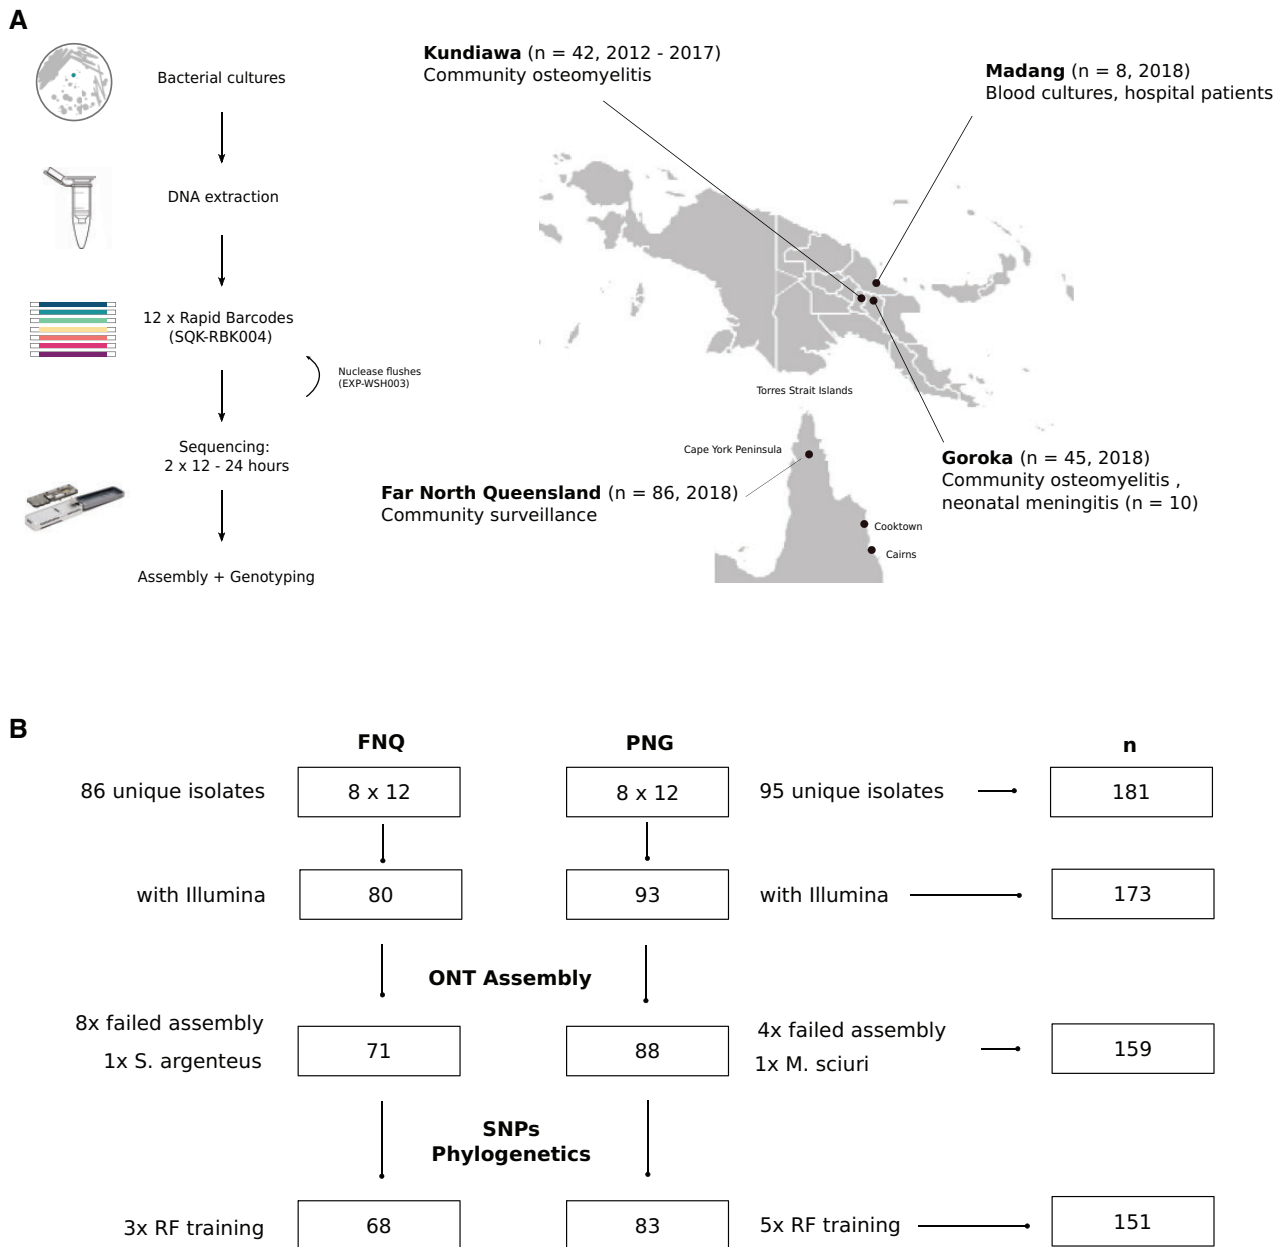 A
Bacterial cultures
DNA extraction
12 x Rapid Barcodes
(SQK-RBK004)
Nuclease flushes
(EXP-WSH003)
Sequencing:
2 x 12 - 24 hours
Assembly + Genotyping
Kundiawa (n = 42, 2012 - 2017)
Community osteomyelitis
Madang (n = 8, 2018)
Blood cultures, hospital patients
Torres Strait Islands
Cape York Peninsula
Far North Queensland (n = 86, 2018)
Community surveillance
Goroka (n = 45, 2018)
Community osteomyelitis ,
neonatal meningitis (n = 10)
Cooktown
Cairns
B
FNQ PNG n
86 unique isolates 8 x 12 8 x 12 95 unique isolates 181
with Illumina 80 93 with Illumina 173
ONT Assembly
8x failed assembly
1x S. argenteus
71 88
4x failed assembly
1x M. sciuri
159
SNPs
Phylogenetics
3x RF training 68 83 5x RF training 151